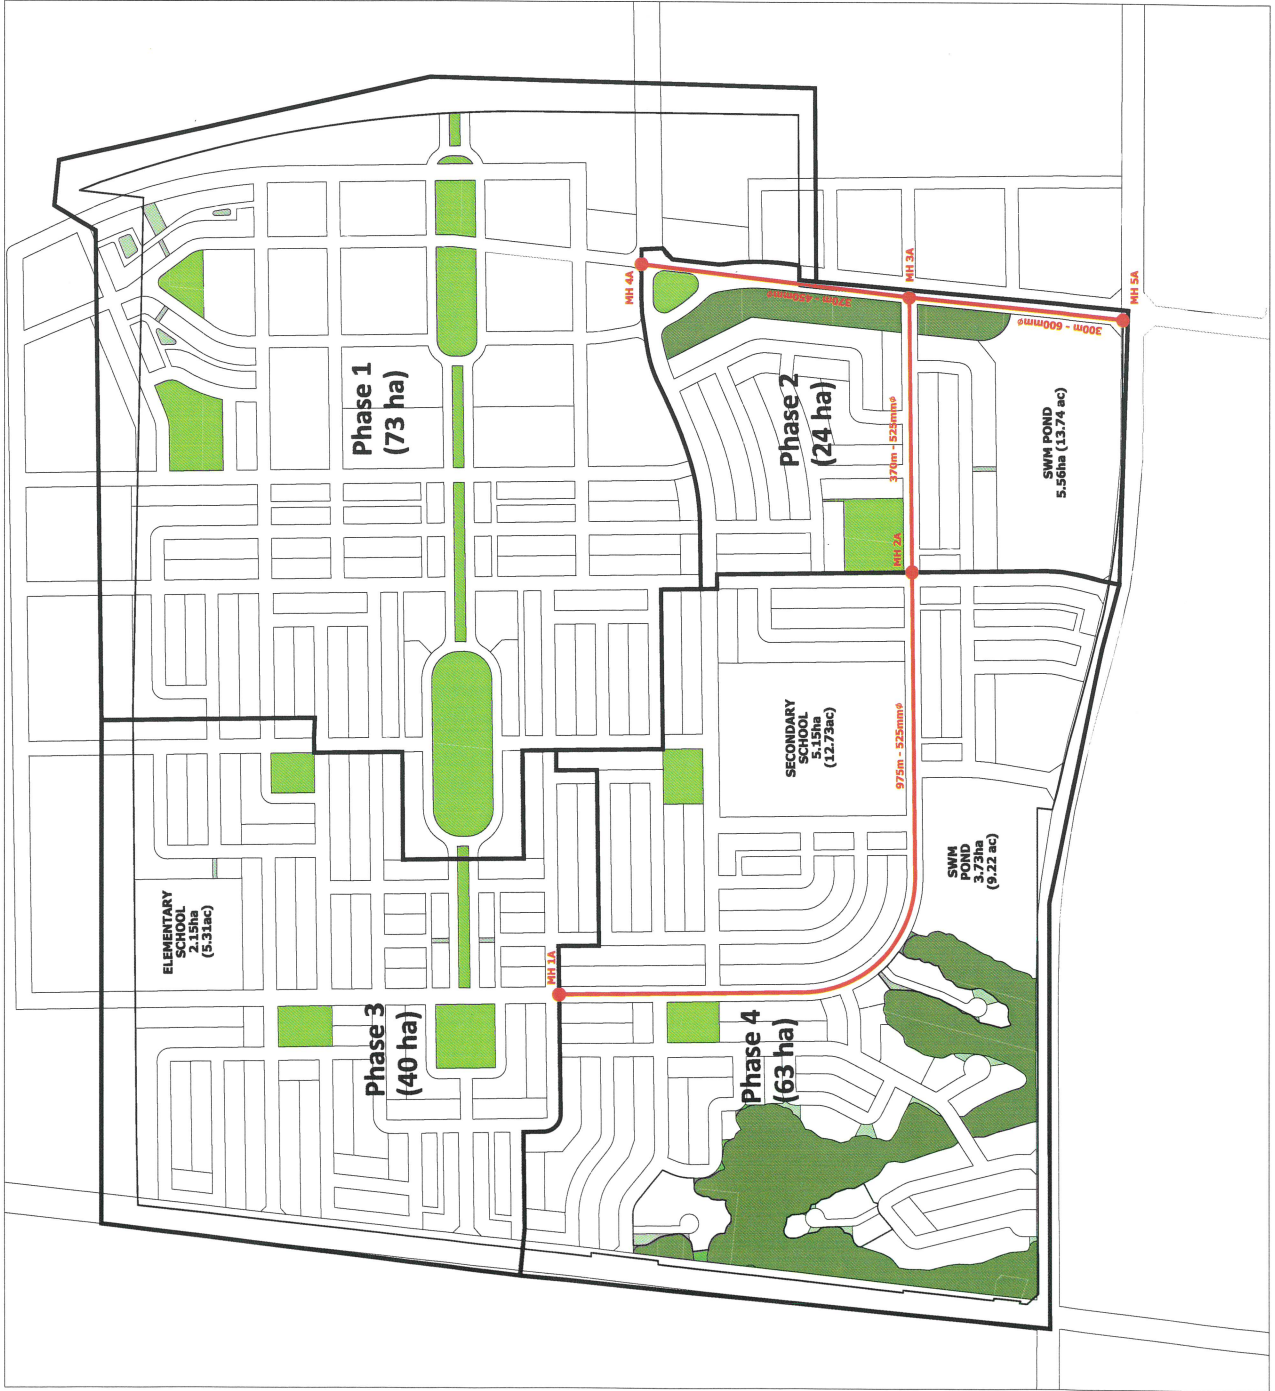 Phase 1
(73 ha)
Phase 2
(24 ha)
Phase 3
(40 ha)
Phase 4
(63 ha)
ELEMENTARY
SCHOOL
2.15ha
(5.31ac)
SECONDARY
SCHOOL
5.15ha
(12.73ac)
SWM POND
5.56ha (13.74 ac)
SWM
POND
3.73ha
(9.22 ac)
MH 1A
MH 2A
MH 3A
MH 4A
MH 5A
975m - 525mmø
370m - 525mmø
370m - 450mmø
300m - 600mmø